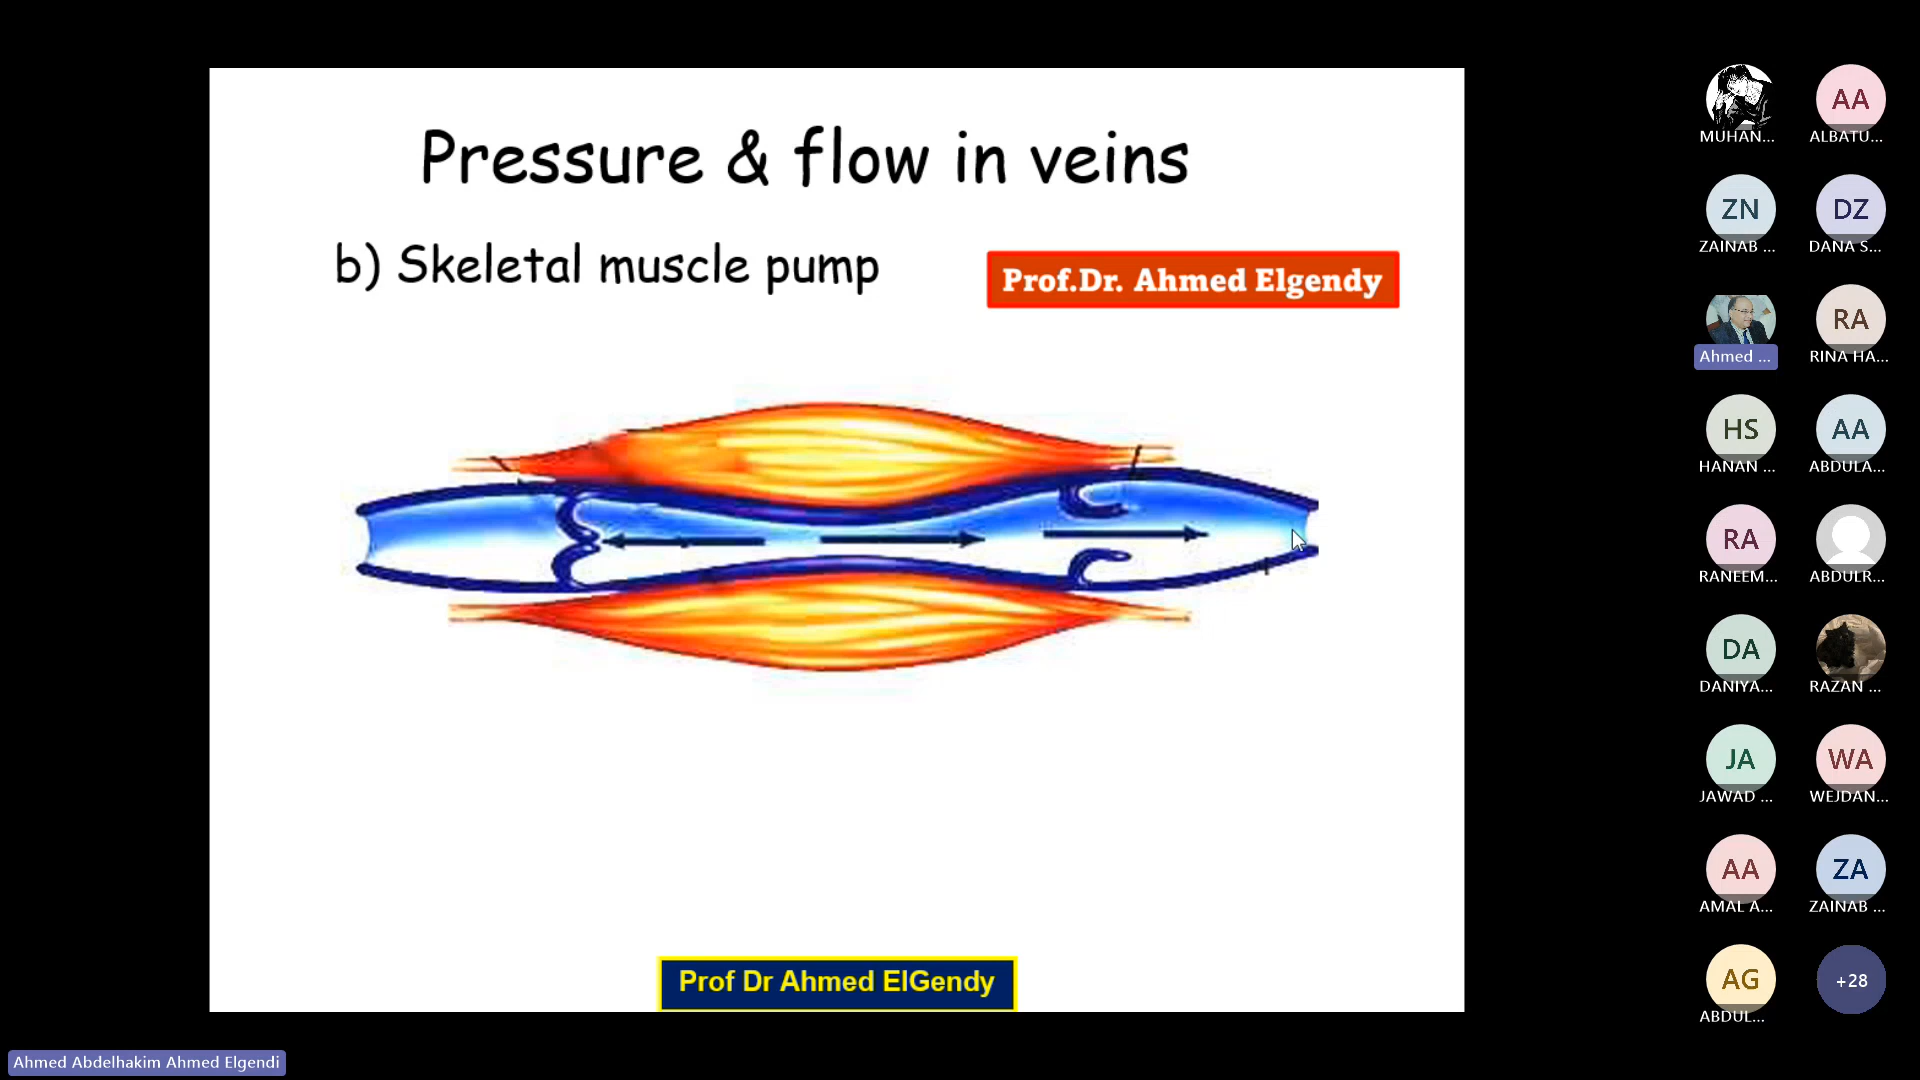 Pressure & flow in veins
b) Skeletal muscle pump
Prof.Dr. Ahmed Elgendy
Prof Dr Ahmed ElGendy
Ahmed Abdelhakim Ahmed Elgendi
MUHAN...
AA
ALBATU...
ZN
ZAINAB ...
DZ
DANA S...
Ahmed ...
RA
RINA HA...
HS
HANAN ...
AA
ABDULA...
RA
RANEEM...
ABDULR...
DA
DANIYA...
RAZAN ...
JA
JAWAD ...
WA
WEJDAN...
AA
AMAL A...
ZA
ZAINAB ...
AG
ABDUL...
+28